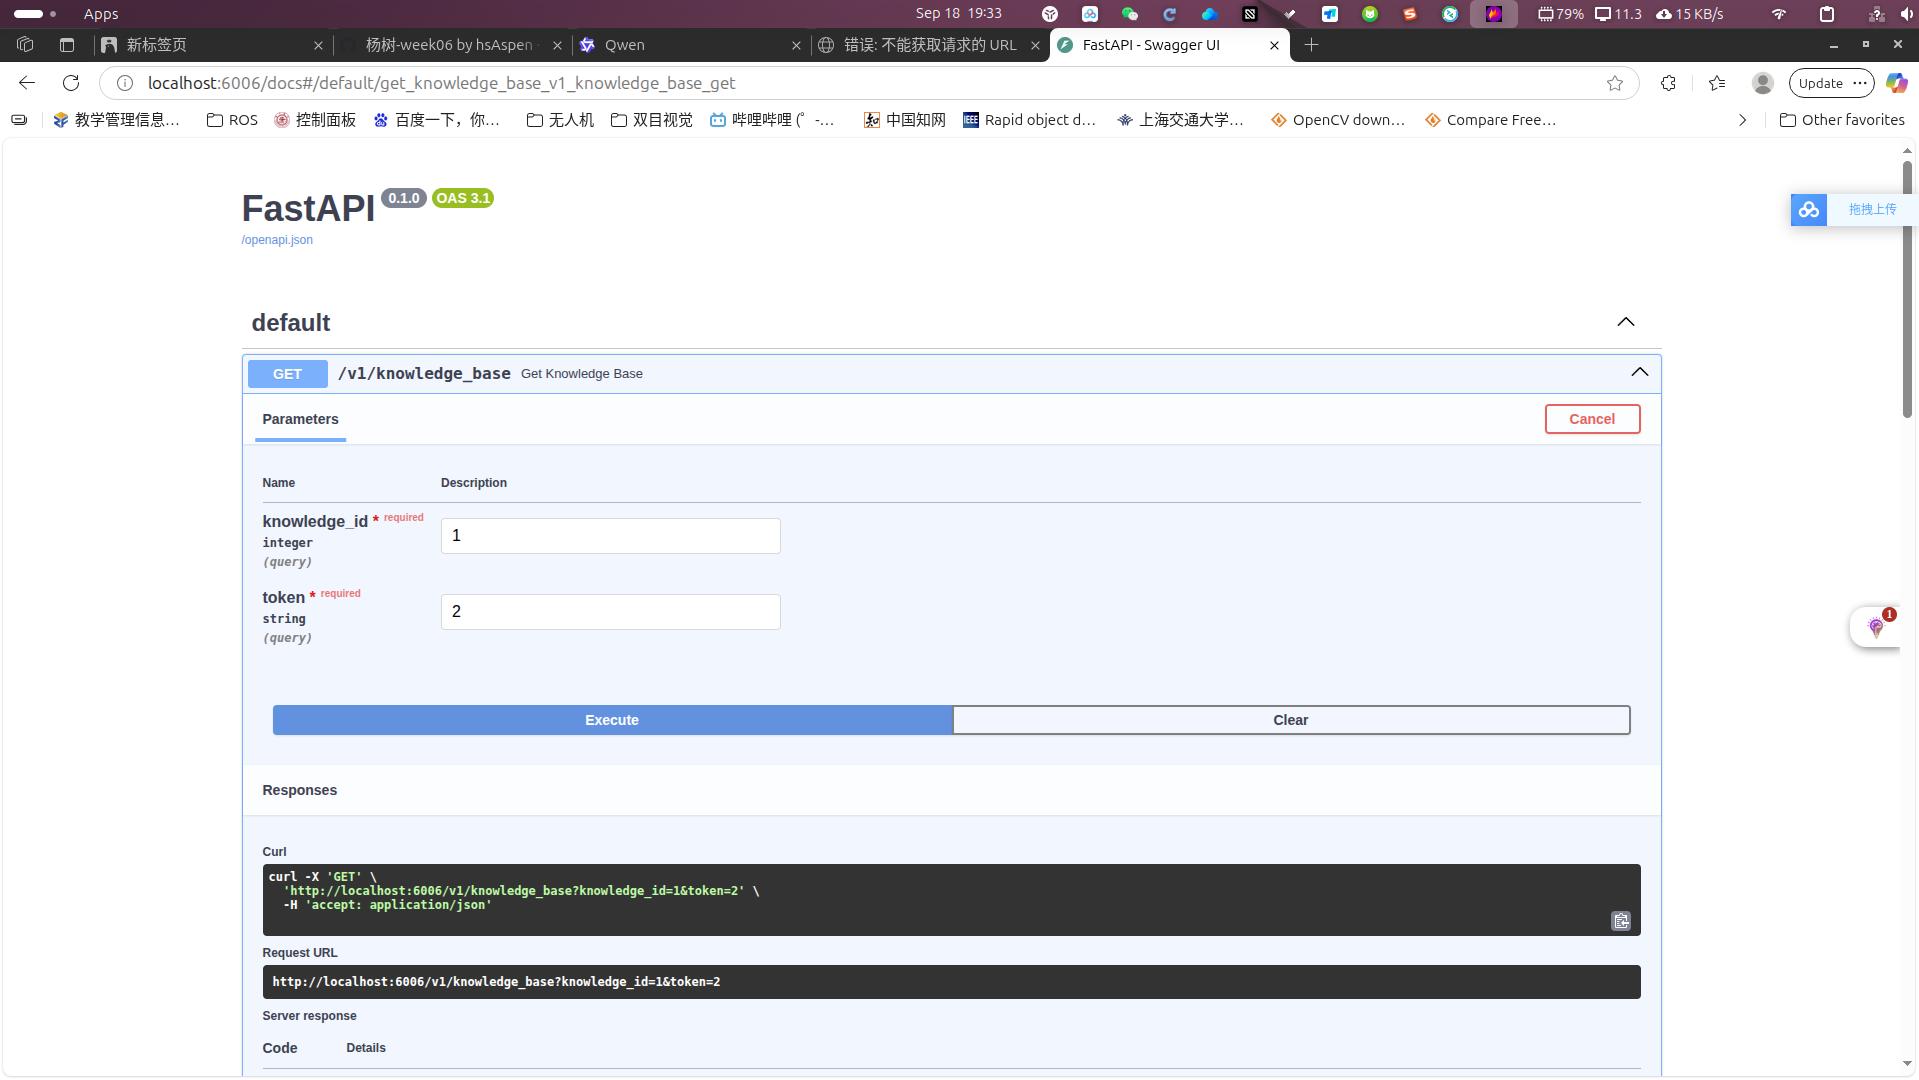 Apps
Sep 18 19:33
79%
11.3
15 KB/s
新标签页
杨树-week06 by hsAspen
Qwen
错误: 不能获取请求的 URL
FastAPI - Swagger UI
localhost:6006/docs#/default/get_knowledge_base_v1_knowledge_base_get
Update
教学管理信息...
ROS
控制面板
百度一下，你...
无人机
双目视觉
哔哩哔哩 (゜-...
中国知网
Rapid object d...
上海交通大学...
OpenCV down...
Compare Free...
Other favorites
FastAPI 0.1.0 OAS 3.1
/openapi.json
拖拽上传
default
GET /v1/knowledge_base Get Knowledge Base
Parameters
Cancel
Name Description
knowledge_id * required
integer
(query)
1
token * required
string
(query)
2
1
Execute
Clear
Responses
Curl
curl -X 'GET' \
'http://localhost:6006/v1/knowledge_base?knowledge_id=1&token=2' \
-H 'accept: application/json'
Request URL
http://localhost:6006/v1/knowledge_base?knowledge_id=1&token=2
Server response
Code Details